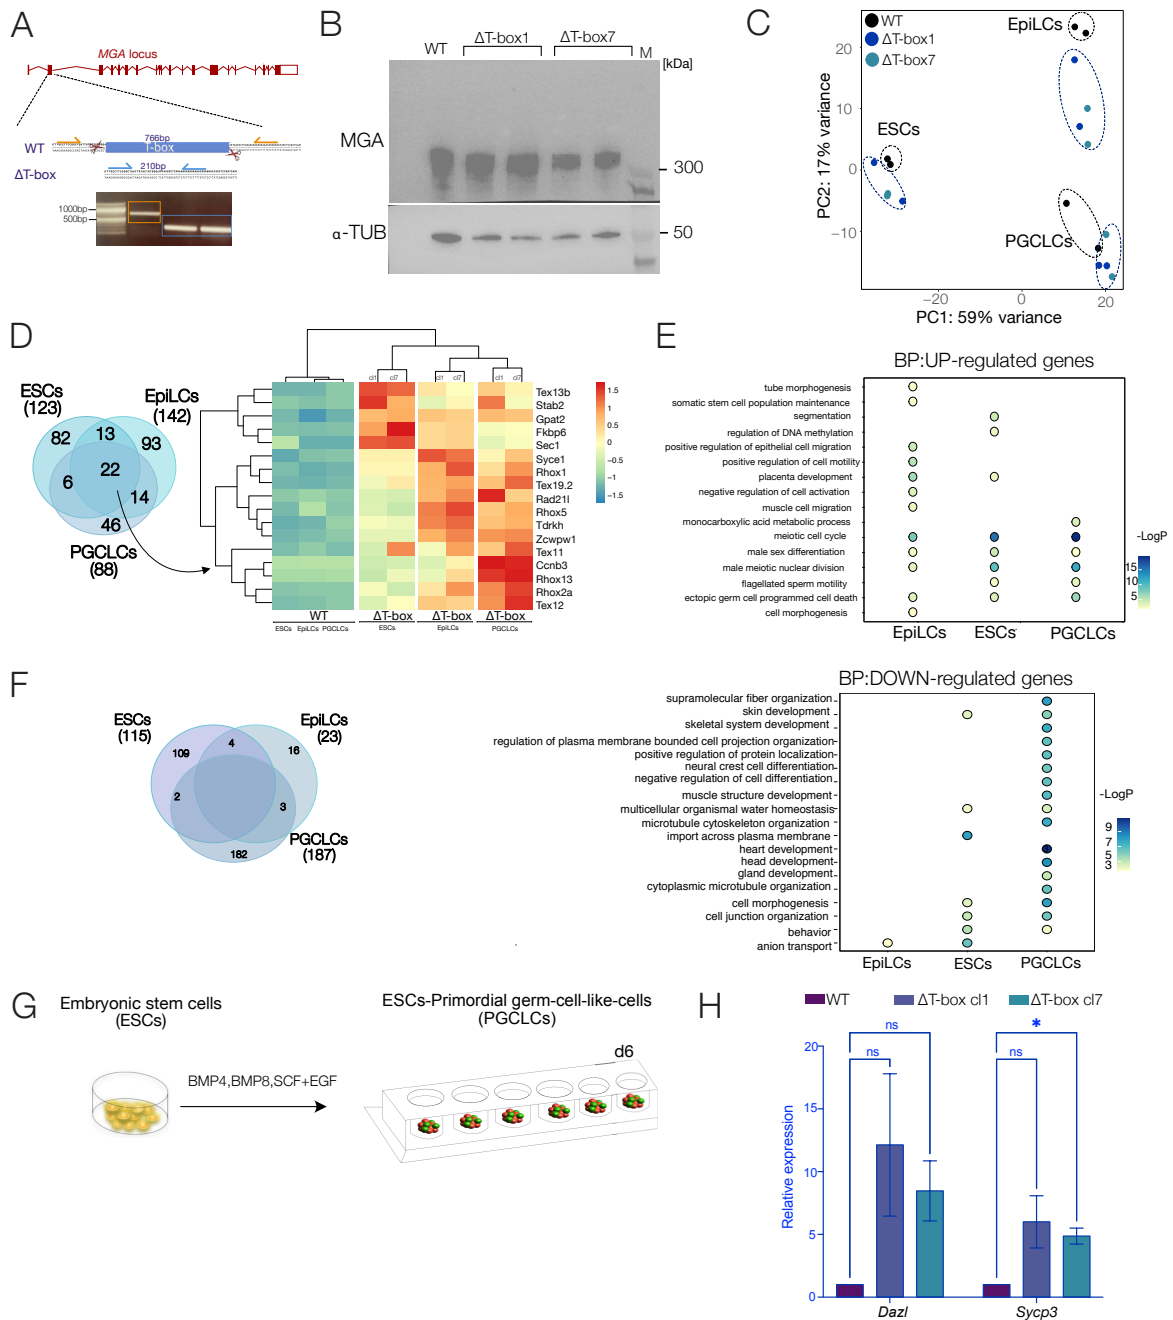 A
MGA locus
766bp
WT
T-box
210bp
ΔT-box
1000bp
500bp
B
WT
ΔT-box1
ΔT-box7
M
[kDa]
MGA
300
α-TUB
50
C
WT
ΔT-box1
ΔT-box7
EpiLCs
ESCs
PGCLCs
PC2: 17% variance
20
10
0
-10
-20
0
20
PC1: 59% variance
D
ESCs
(123)
EpiLCs
(142)
82
13
93
22
6
14
46
PGCLCs
(88)
cl1
cl7
cl1
cl7
cl1
cl7
Tex13b
Stab2
Gpat2
Fkbp6
Sec1
Syce1
Rhox1
Tex19.2
Rad21l
Rhox5
Tdrkh
Zcwpw1
Tex11
Ccnb3
Rhox13
Rhox2a
Tex12
1.5
1
0.5
0
-0.5
-1
-1.5
WT
ΔT-box
ΔT-box
ΔT-box
ESCs
EpiLCs
PGCLCs
ESCs
EpiLCs
PGCLCs
E
BP:UP-regulated genes
tube morphogenesis
somatic stem cell population maintenance
segmentation
regulation of DNA methylation
positive regulation of epithelial cell migration
positive regulation of cell motility
placenta development
negative regulation of cell activation
muscle cell migration
monocarboxylic acid metabolic process
meiotic cell cycle
male sex differentiation
male meiotic nuclear division
flagellated sperm motility
ectopic germ cell programmed cell death
cell morphogenesis
EpiLCs
ESCs
PGCLCs
-LogP
15
10
5
F
ESCs
(115)
EpiLCs
(23)
109
4
16
2
3
182
PGCLCs
(187)
BP:DOWN-regulated genes
supramolecular fiber organization
skin development
skeletal system development
regulation of plasma membrane bounded cell projection organization
positive regulation of protein localization
neural crest cell differentiation
negative regulation of cell differentiation
muscle structure development
multicellular organismal water homeostasis
microtubule cytoskeleton organization
import across plasma membrane
heart development
head development
gland development
cytoplasmic microtubule organization
cell morphogenesis
cell junction organization
behavior
anion transport
EpiLCs
ESCs
PGCLCs
-LogP
9
7
5
3
G
Embryonic stem cells
(ESCs)
BMP4,BMP8,SCF+EGF
ESCs-Primordial germ-cell-like-cells
(PGCLCs)
d6
H
WT
ΔT-box cl1
ΔT-box cl7
ns
ns
*
ns
Relative expression
20
15
10
5
0
Dazl
Sycp3